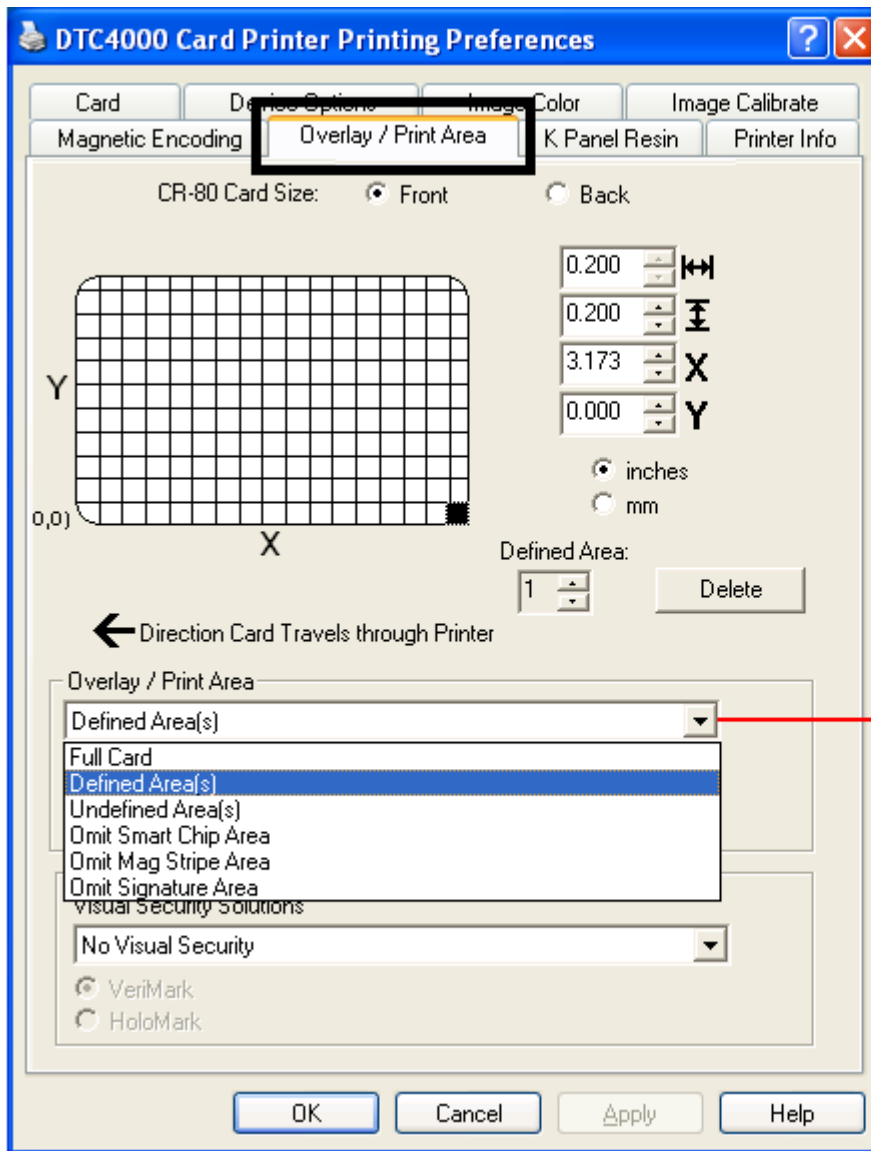 DTC4000 Card Printer Printing Preferences
Card Device Options Image Color Image Calibrate
Magnetic Encoding Overlay / Print Area K Panel Resin Printer Info
CR-80 Card Size: Front Back
0.200
0.200
3.173 X
0.000 Y
Y
inches
mm
0,0)
X
Defined Area:
1 Delete
Direction Card Travels through Printer
Overlay / Print Area
Defined Area(s)
Full Card
Defined Area(s)
Undefined Area(s)
Omit Smart Chip Area
Omit Mag Stripe Area
Omit Signature Area
Visual Security Solutions
No Visual Security
VeriMark
HoloMark
OK Cancel Apply Help